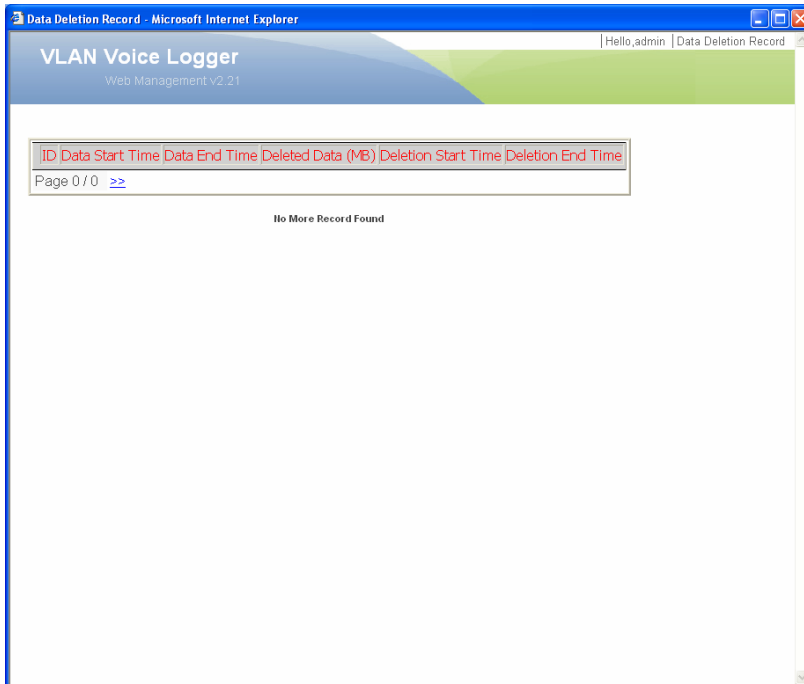 Data Deletion Record - Microsoft Internet Explorer
Hello,admin Data Deletion Record
VLAN Voice Logger
Web Management v2.21
ID Data Start Time Data End Time Deleted Data (MB) Deletion Start Time Deletion End Time
Page 0 / 0 >>
No More Record Found